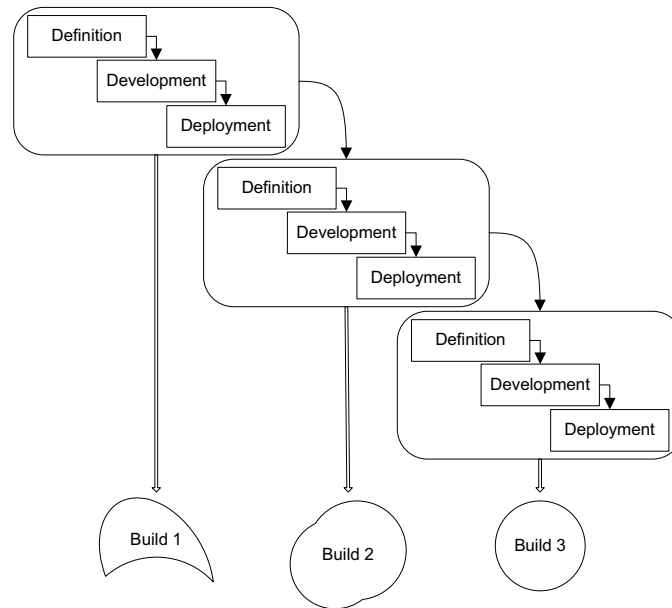 Definition
Development
Deployment
Definition
Development
Deployment
Definition
Development
Deployment
Build 1
Build 2
Build 3